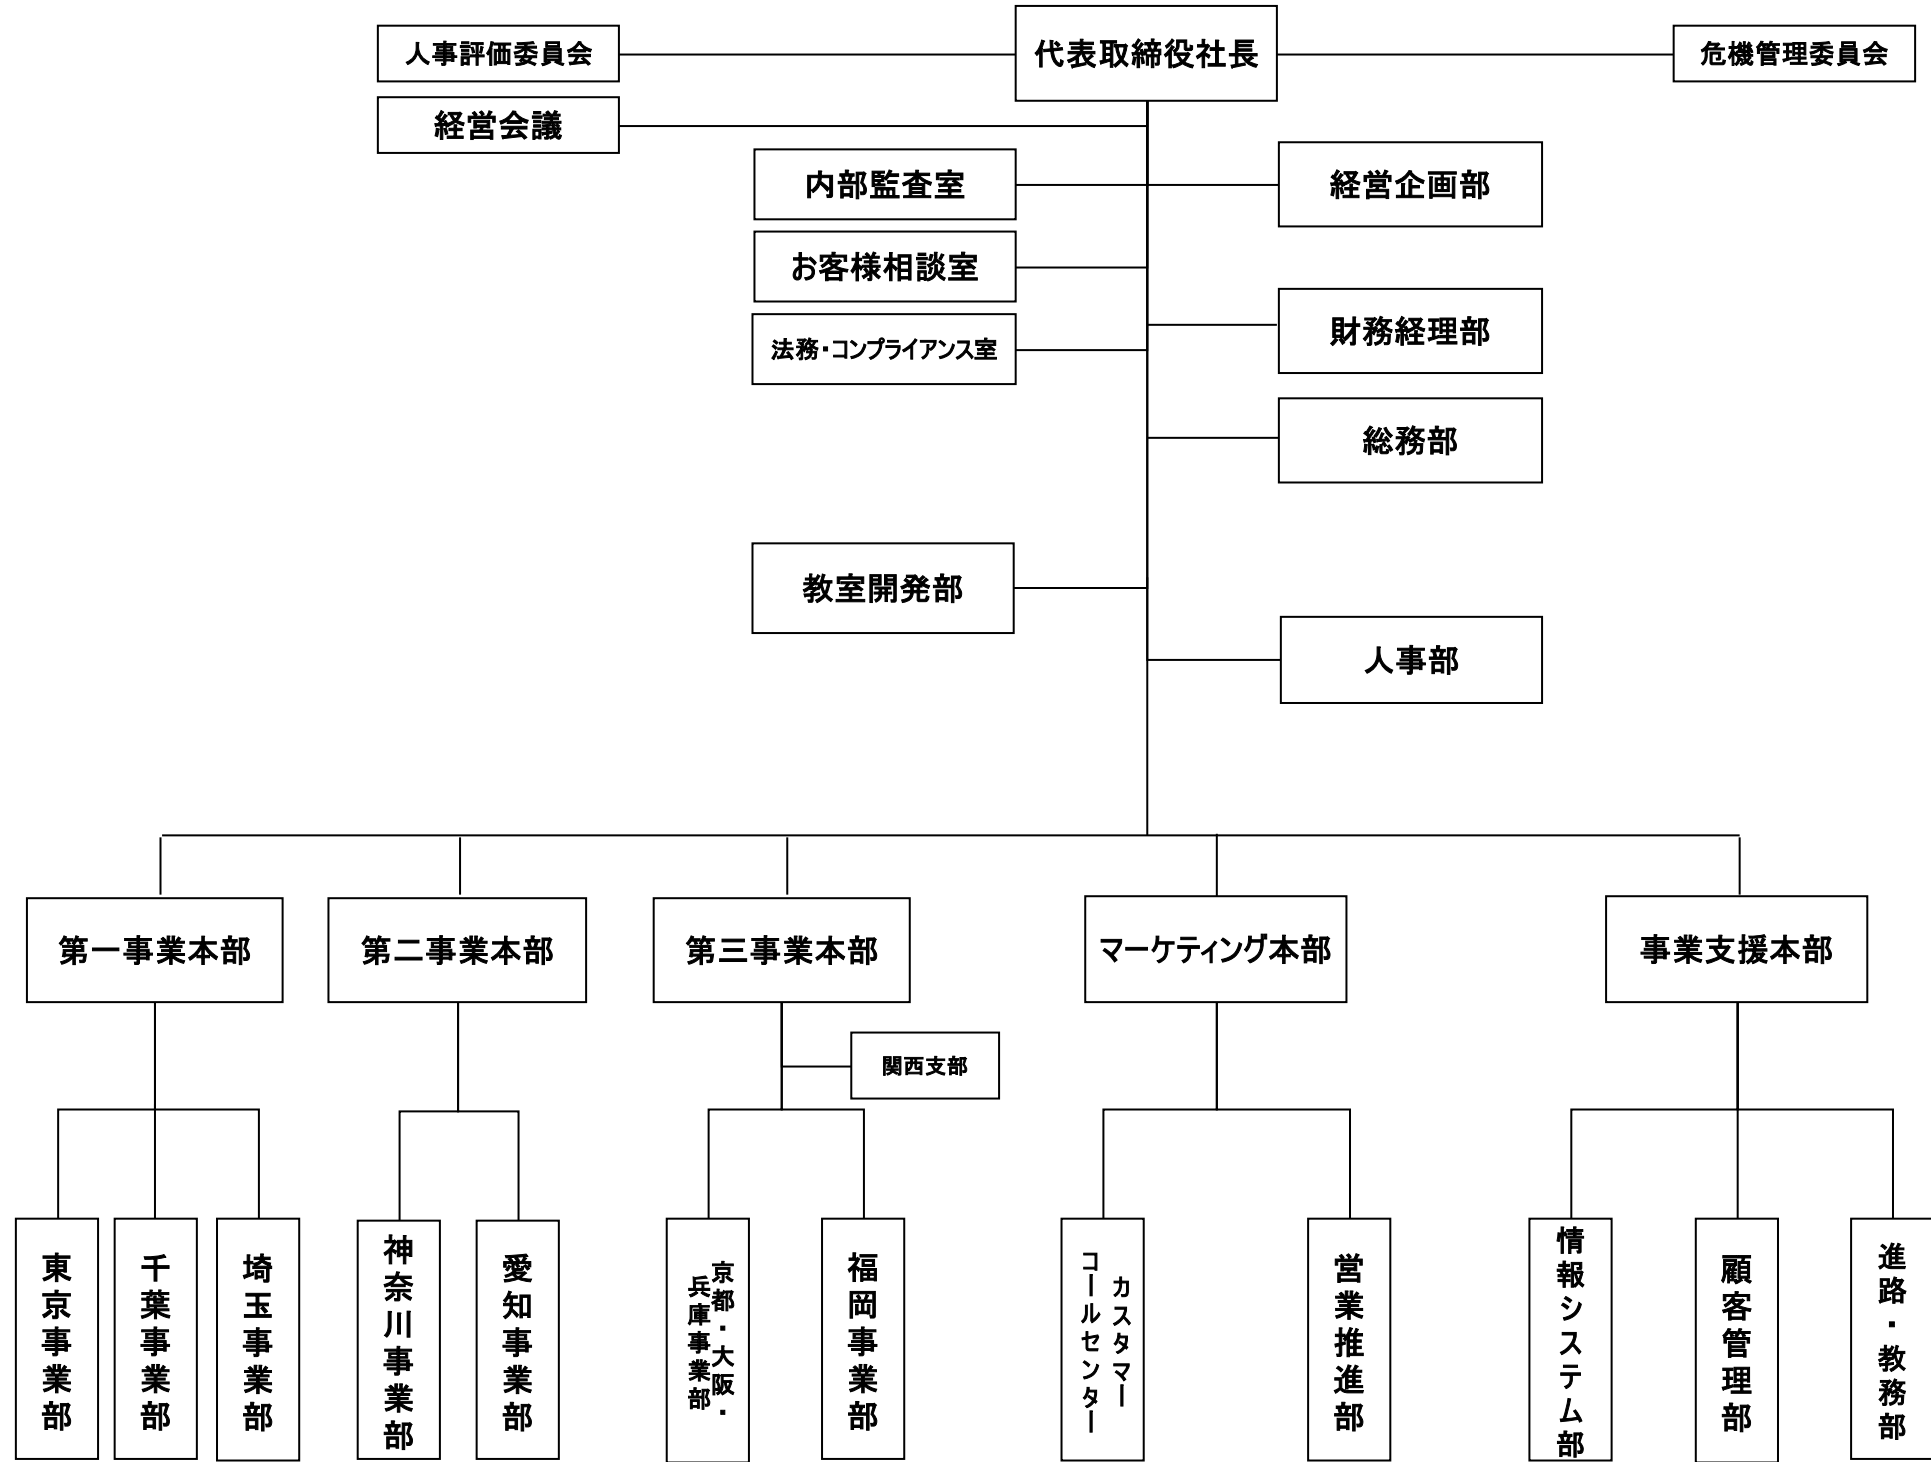 人事評価委員会
代表取締役社長
危機管理委員会
経営会議
内部監査室
経営企画部
お客様相談室
財務経理部
法務・コンプライアンス室
総務部
教室開発部
人事部
第一事業本部
第二事業本部
第三事業本部
マーケティング本部
事業支援本部
関西支部
東京事業部
千葉事業部
埼玉事業部
神奈川事業部
愛知事業部
京都・大阪・
兵庫事業部
福岡事業部
カスタマー
コールセンター
営業推進部
情報システム部
顧客管理部
進路・教務部